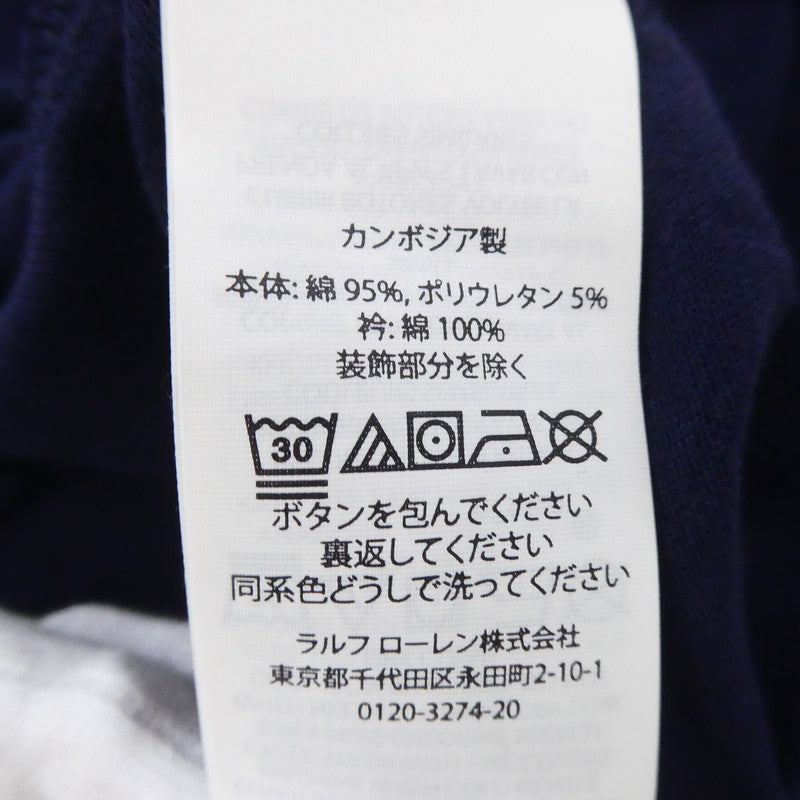 カンボジア製
本体: 綿 95%, ポリウレタン 5%
衿: 綿 100%
装飾部分を除く
30
ボタンを包んでください
裏返してください
同系色どうしで洗ってください
ラルフ ローレン株式会社
東京都千代田区永田町2-10-1
0120-3274-20